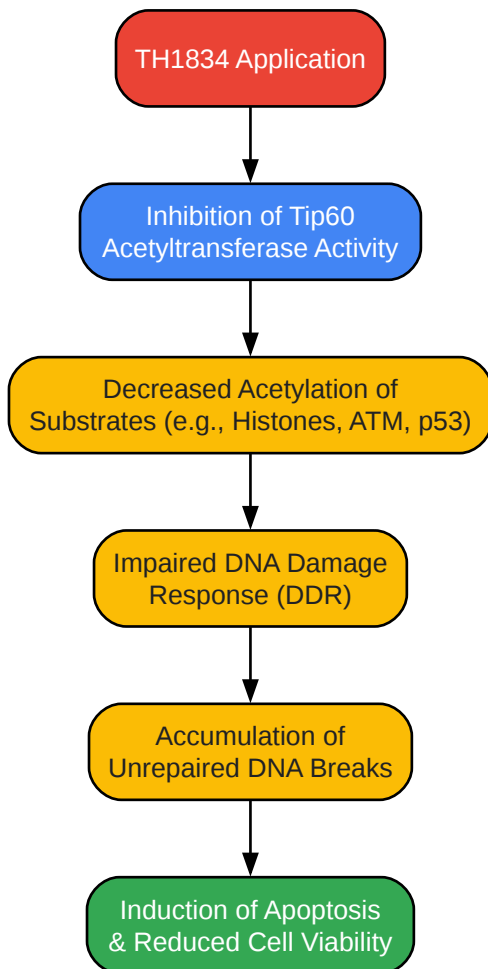 TH1834 Application
Inhibition of Tip60
Acetyltransferase Activity
Decreased Acetylation of
Substrates (e.g., Histones, ATM, p53)
Impaired DNA Damage
Response (DDR)
Accumulation of
Unrepaired DNA Breaks
Induction of Apoptosis
& Reduced Cell Viability